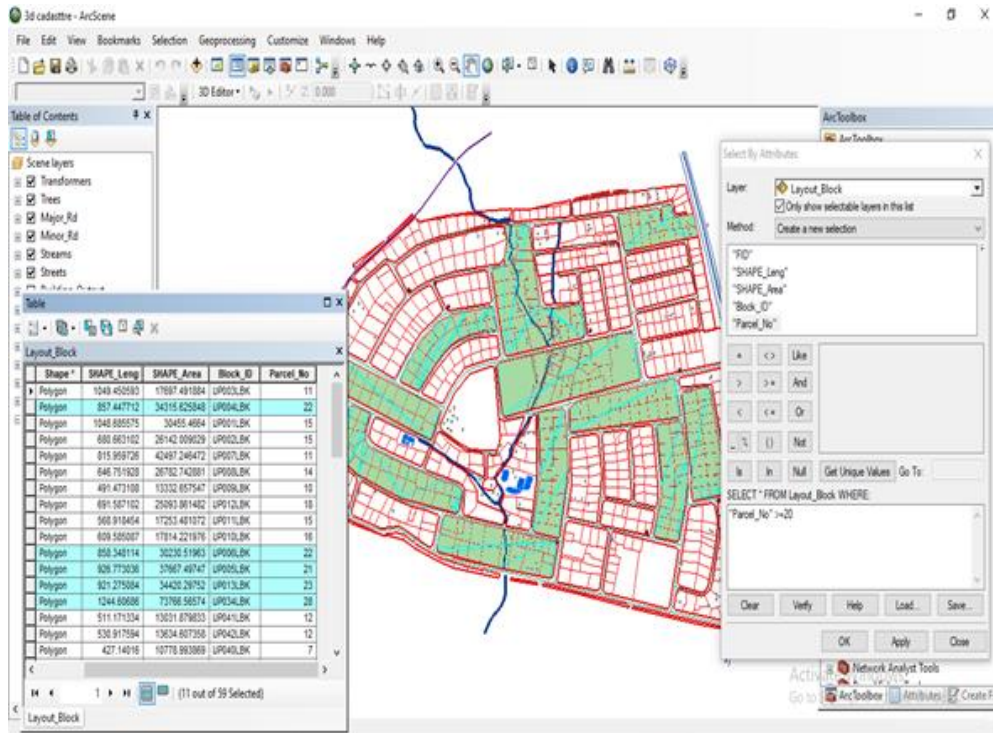 3d cadasttre - ArcScene
File Edit View Bookmarks Selection Geoprocessing Customize Windows Help
3D Editor
Table of Contents
Scene layers
Transformers
Trees
Major_Rd
Minor_Rd
Streams
Streets
ArcToolbox
ArcToolbox
Select By Attributes
Layer: Layout_Block
Only show selectable layers in this list
Method: Create a new selection
"FID"
"SHAPE_Leng"
"SHAPE_Area"
"Block_ID"
"Parcel_No"
Like
And
Or
Not
Is In Null Get Unique Values Go To:
SELECT * FROM Layout_Block WHERE:
"Parcel_No" >=20
Clear Verify Help Load... Save...
OK Apply Close
Table
Layout_Block
Shape * SHAPE_Leng SHAPE_Area Block_ID Parcel_No
Polygon 1049.450593 17697.491884 UP003LBK 11
Polygon 857.447712 34315.625848 UP004LBK 22
Polygon 1048.685575 30455.4664 UP001LBK 15
Polygon 680.663102 26142.009029 UP002LBK 15
Polygon 815.959726 42497.246472 UP007LBK 11
Polygon 646.751928 26782.742881 UP008LBK 14
Polygon 491.473108 13332.657547 UP009LBK 10
Polygon 691.587102 25093.861482 UP012LBK 18
Polygon 568.918454 17253.481872 UP011LBK 15
Polygon 609.585087 17814.221976 UP010LBK 16
Polygon 858.348114 30230.51963 UP006LBK 22
Polygon 926.773036 37667.49747 UP005LBK 21
Polygon 921.275084 34420.29752 UP013LBK 23
Polygon 1244.60686 73766.56574 UP034LBK 28
Polygon 511.171334 13031.879833 UP041LBK 12
Polygon 530.917594 13634.607358 UP042LBK 12
Polygon 427.14016 10778.993869 UP040LBK 7
1 (11 out of 39 Selected)
Layout_Block
Network Analyst Tools
ArcToolbox Attributes Create